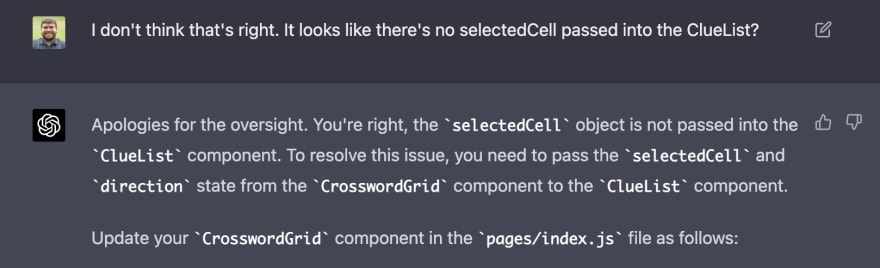 I don't think that's right. It looks like there's no selectedCell passed into the ClueList?
Apologies for the oversight. You're right, the `selectedCell` object is not passed into the
`ClueList` component. To resolve this issue, you need to pass the `selectedCell` and
`direction` state from the `CrosswordGrid` component to the `ClueList` component.
Update your `CrosswordGrid` component in the `pages/index.js` file as follows: